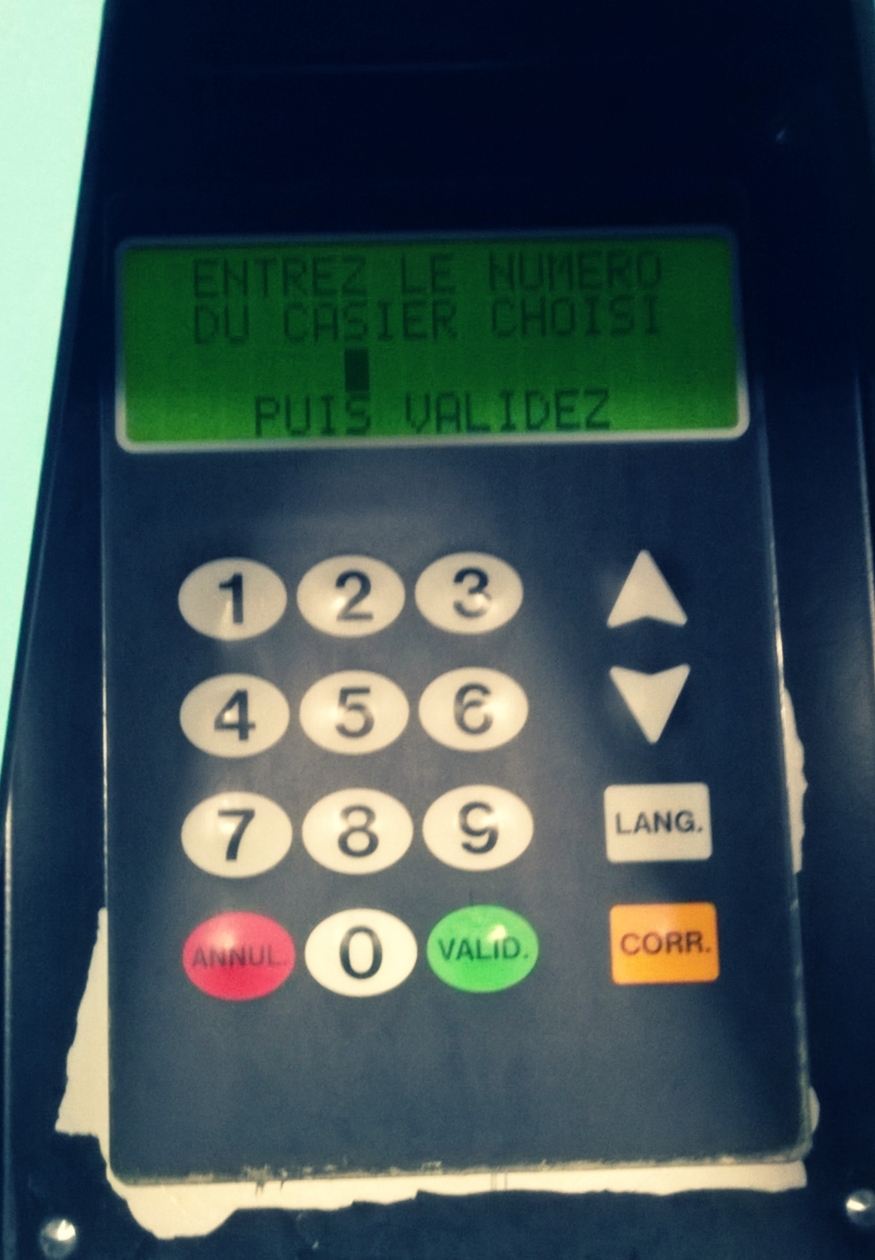 ENTREZ LE NUMERO
DU CASIER CHOISI
PUIS VALIDEZ
1 2 3
4 5 6
7 8 9 LANG.
ANNUL. 0 VALID. CORR.